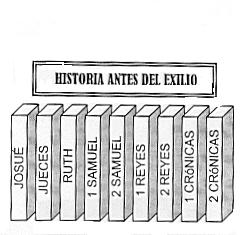 HISTORIA ANTES DEL EXILIO
JOSUÉ
JUECES
RUTH
1 SAMUEL
2 SAMUEL
1 REYES
2 REYES
1 CRóNICAS
2 CRóNICAS